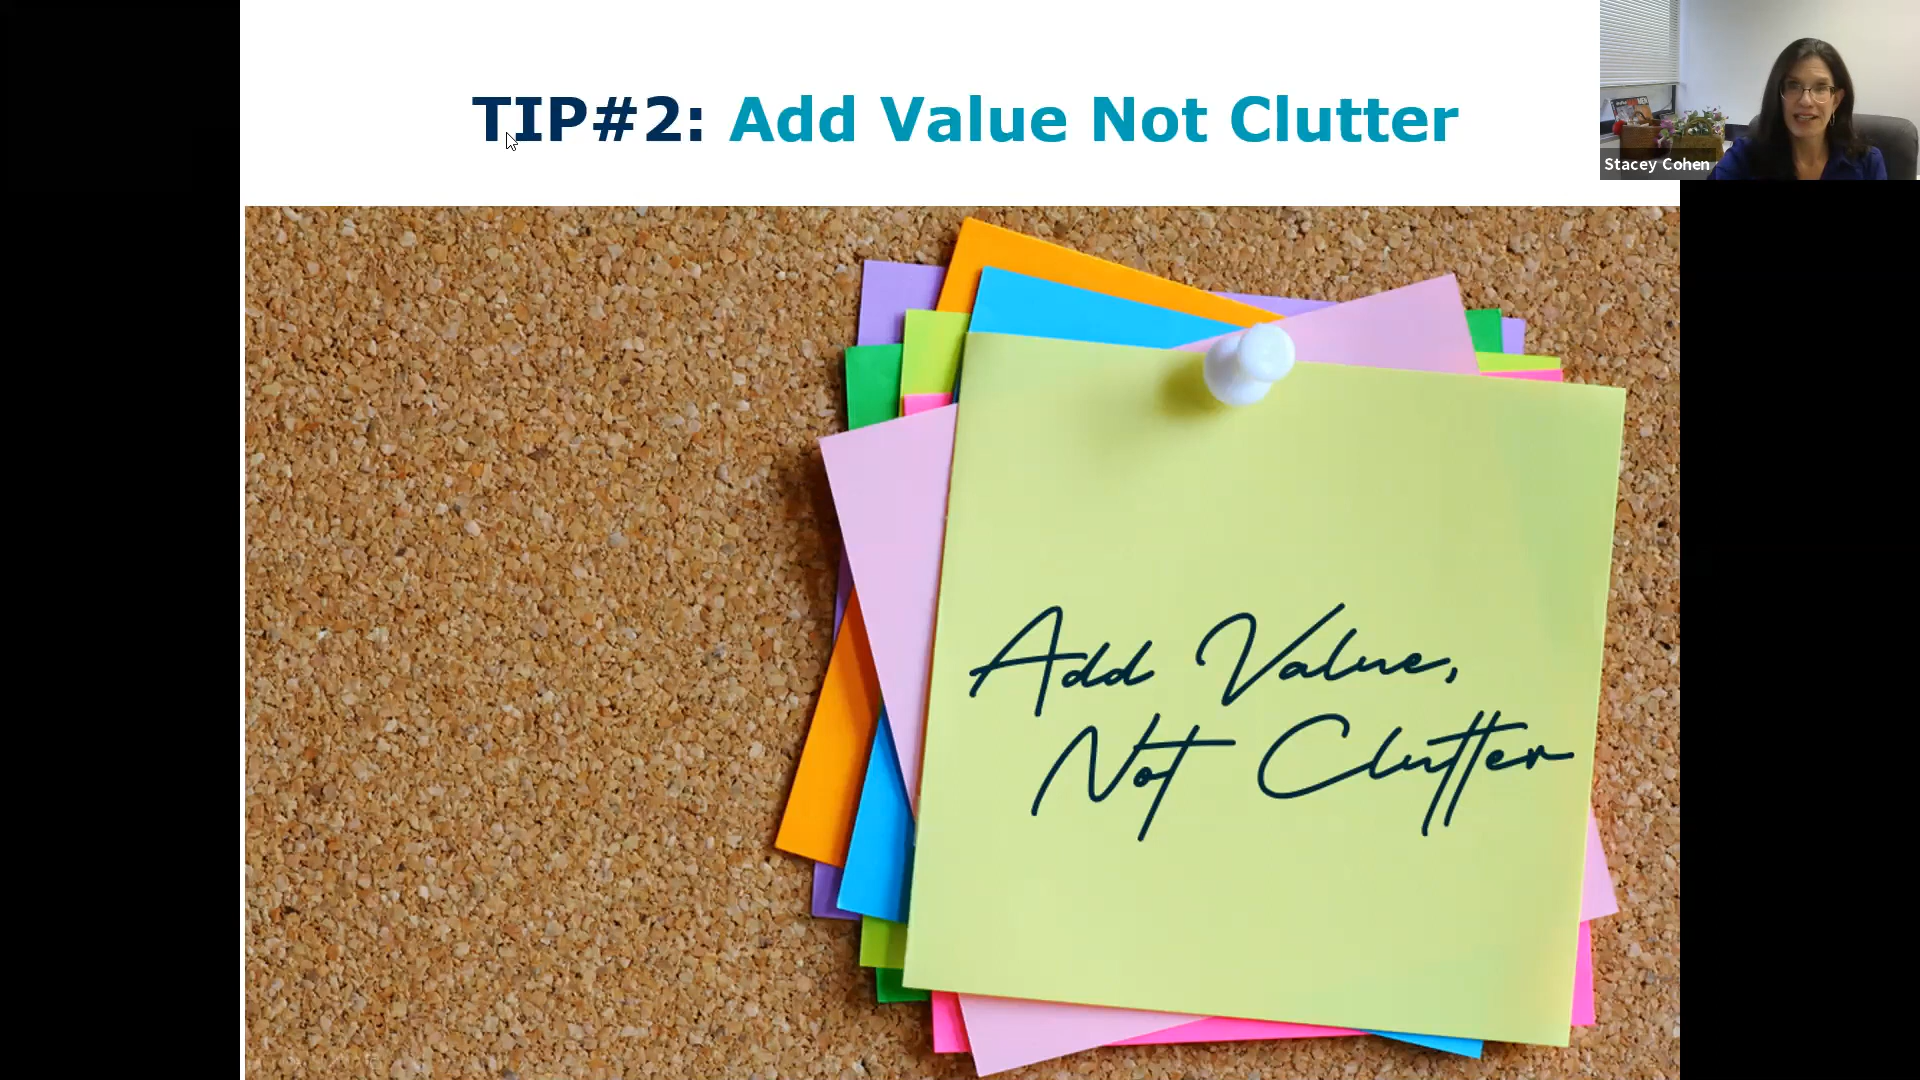 TIP#2: Add Value Not Clutter
Stacey Cohen
Add Value,
Not Clutter